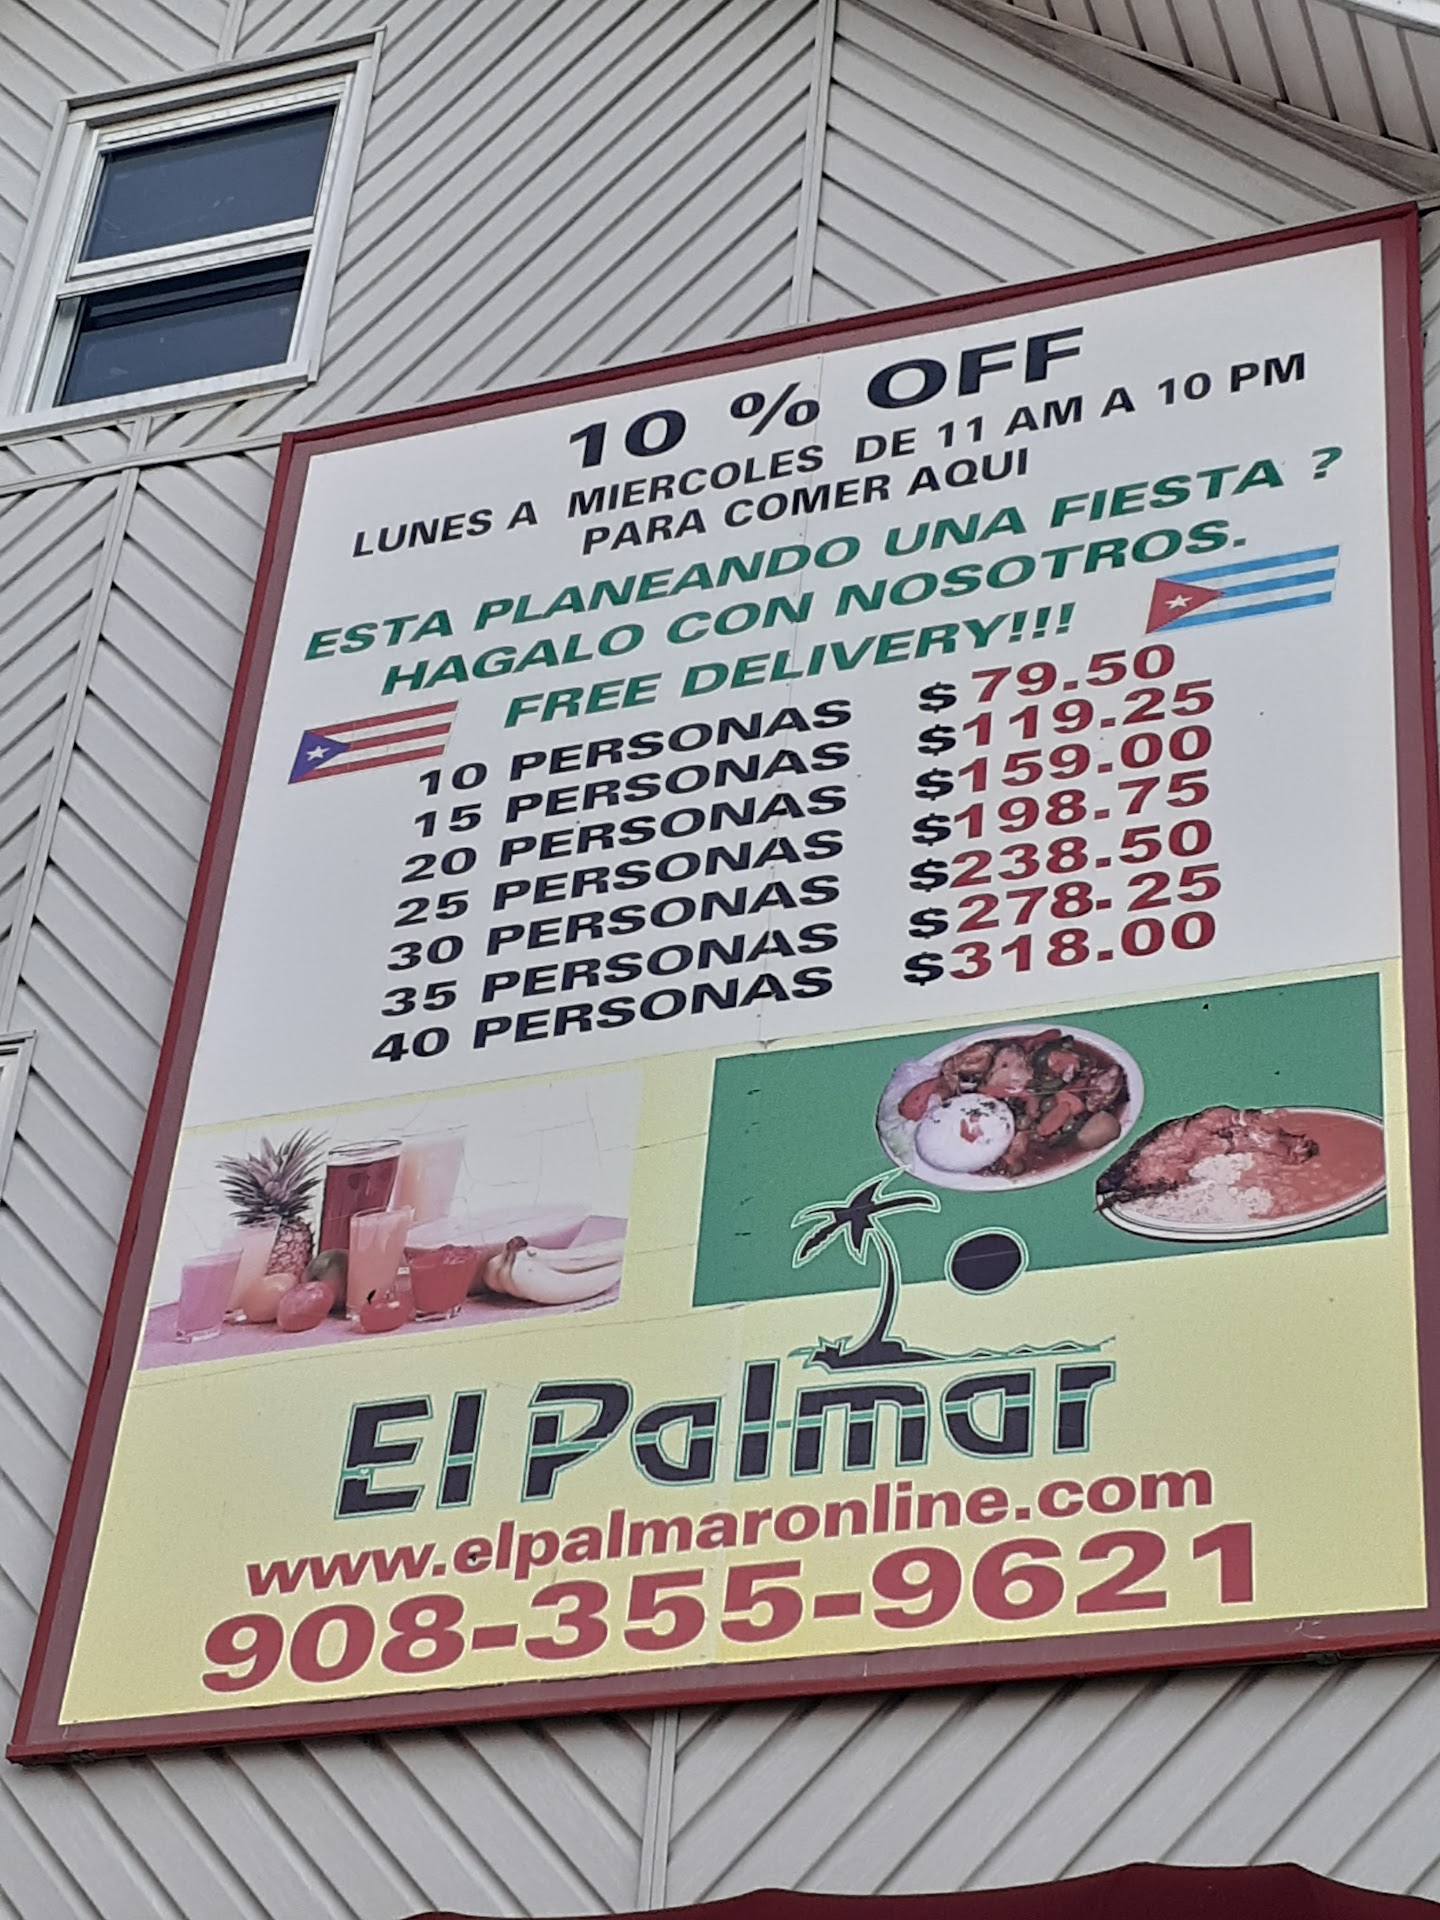 10 % OFF
LUNES A MIERCOLES DE 11 AM A 10 PM
PARA COMER AQUI
ESTA PLANEANDO UNA FIESTA ?
HAGALO CON NOSOTROS.
FREE DELIVERY!!!
10 PERSONAS $79.50
15 PERSONAS $119.25
20 PERSONAS $159.00
25 PERSONAS $198.75
30 PERSONAS $238.50
35 PERSONAS $278.25
40 PERSONAS $318.00
El Palmar
www.elpalmaronline.com
908-355-9621